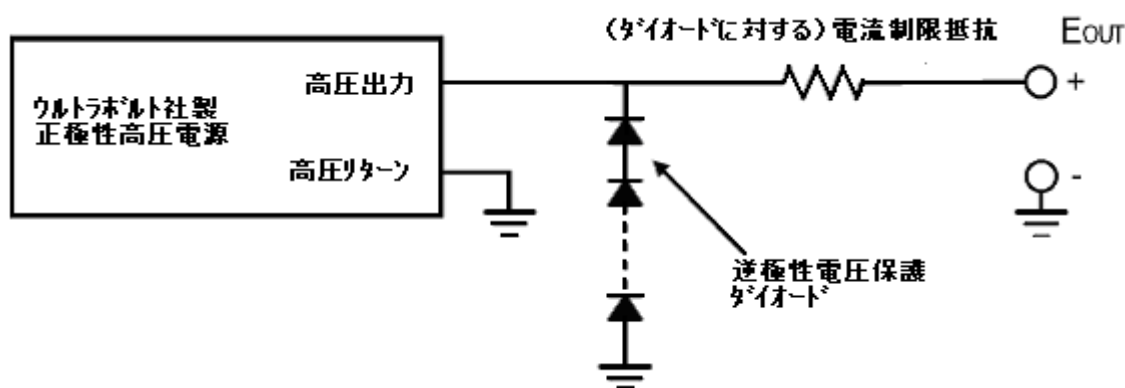 (ﾀﾞｲｵｰﾄﾞに対する)電流制限抵抗
EOUT
高圧出力
+
ｳﾙﾄﾗﾎﾞﾙﾄ社製
正極性高圧電源
高圧ﾘﾀｰﾝ
-
逆極性電圧保護
ﾀﾞｲｵｰﾄﾞ